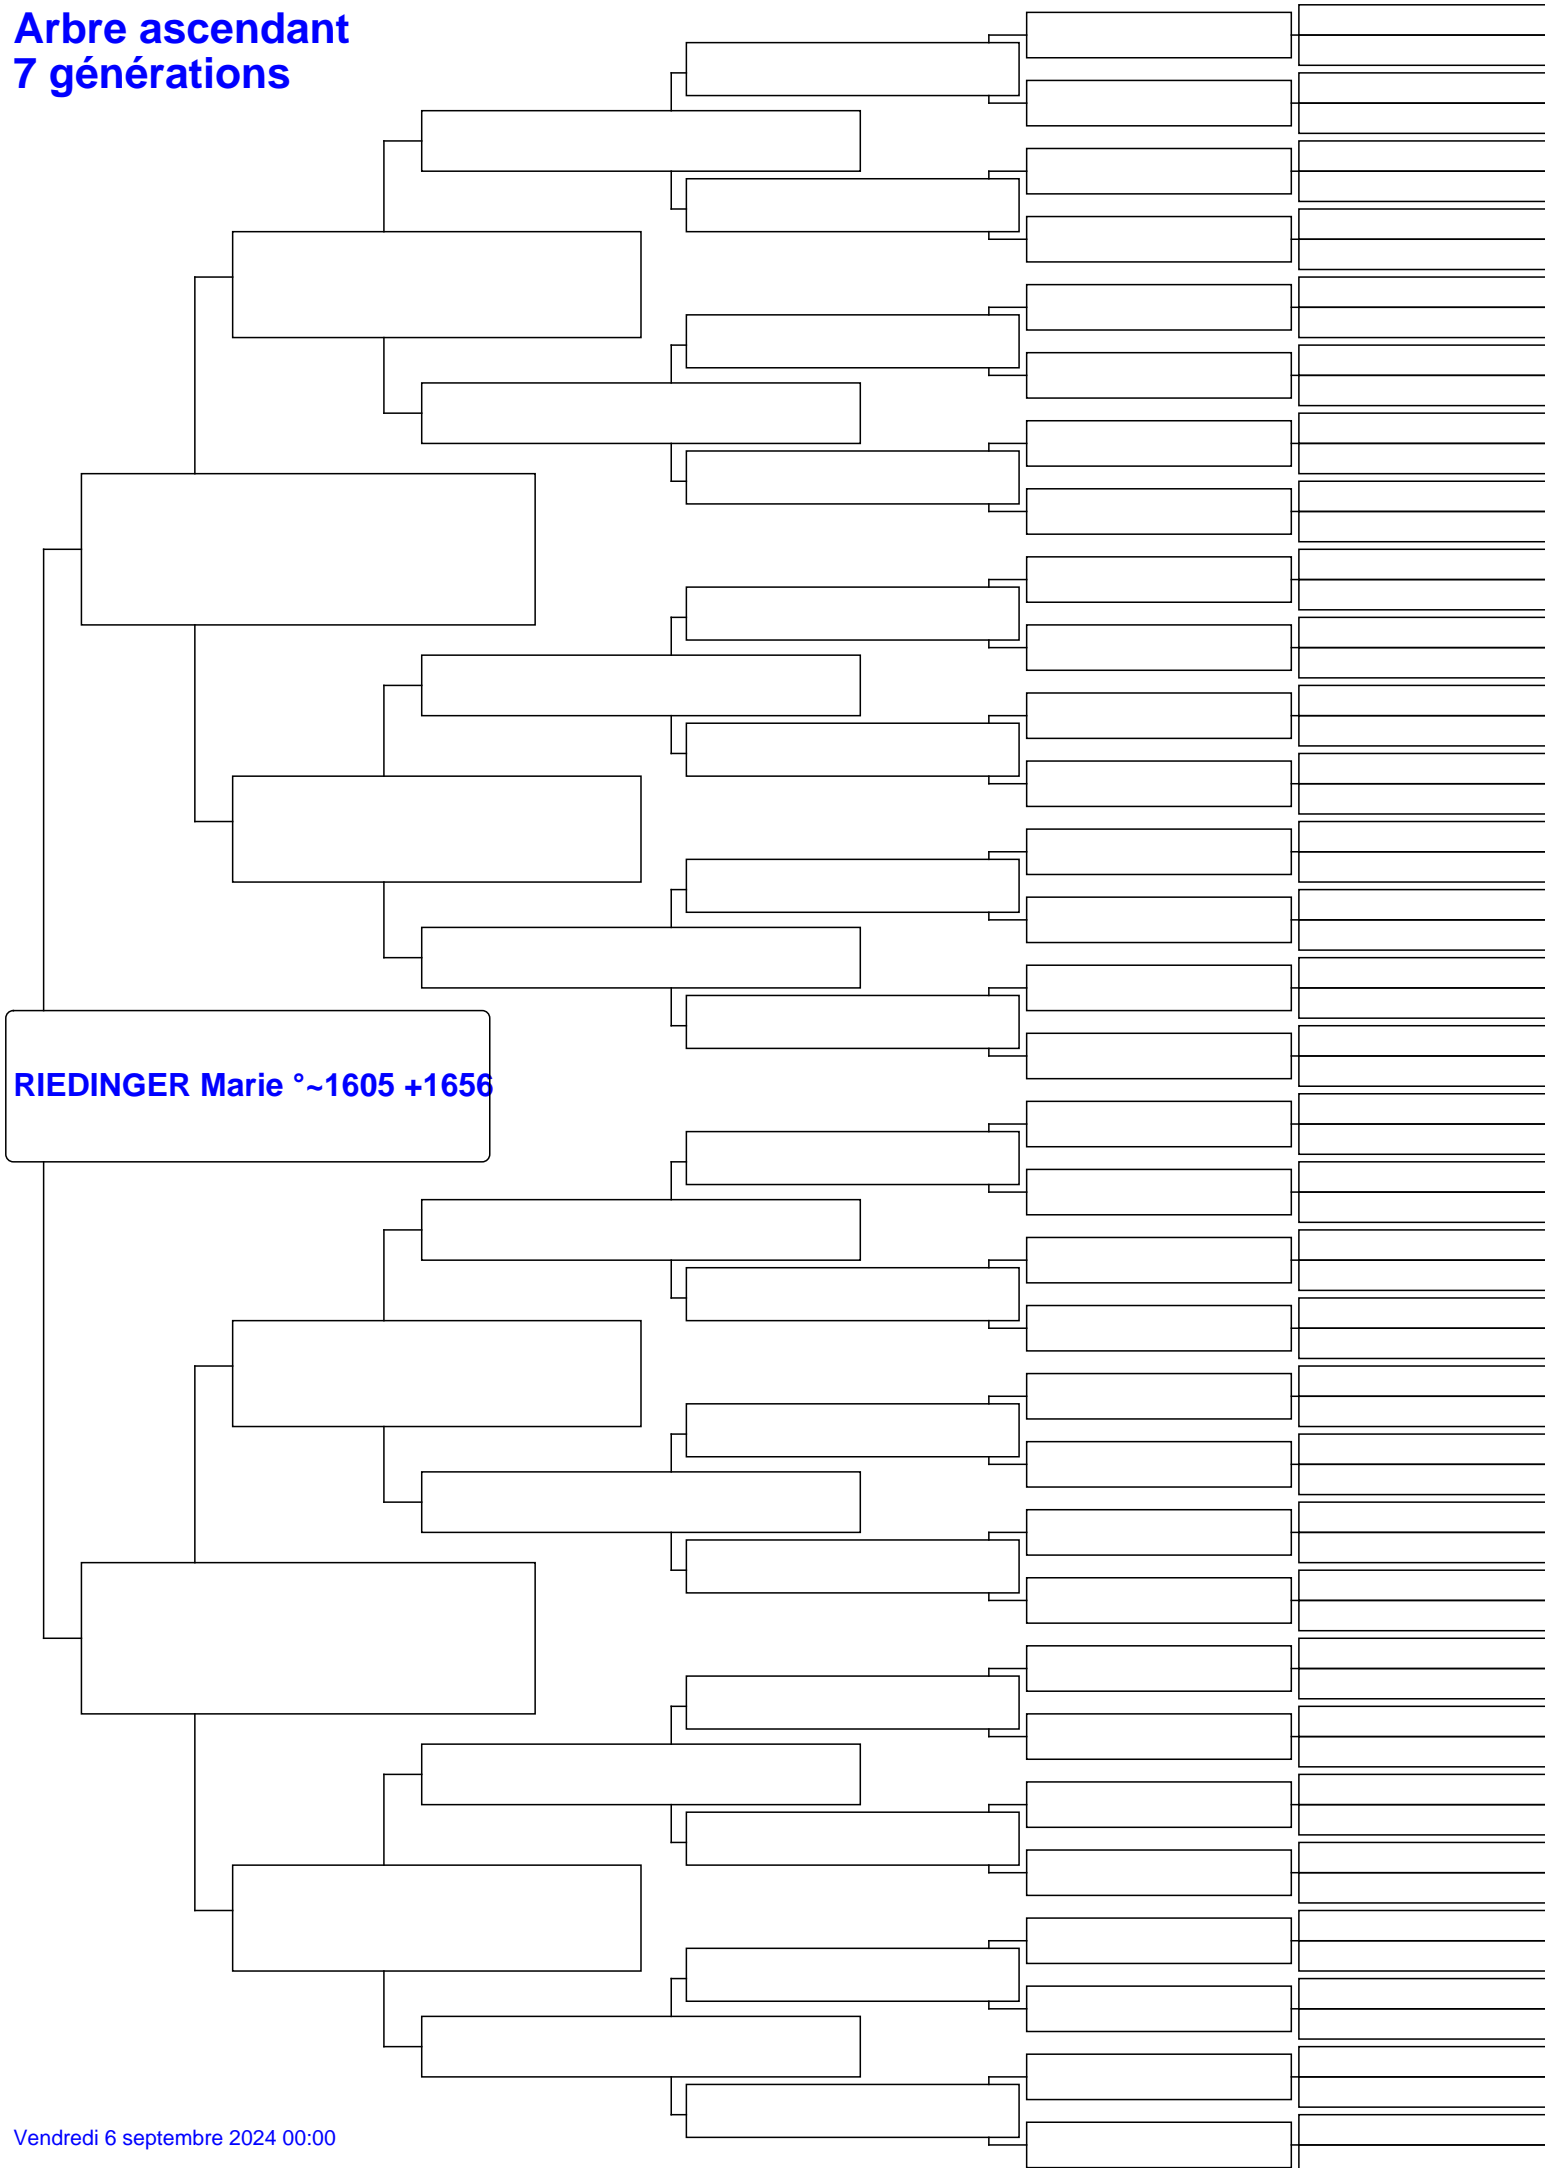 Arbre ascendant
7 générations
RIEDINGER Marie °~1605 +1656
Vendredi 6 septembre 2024 00:00